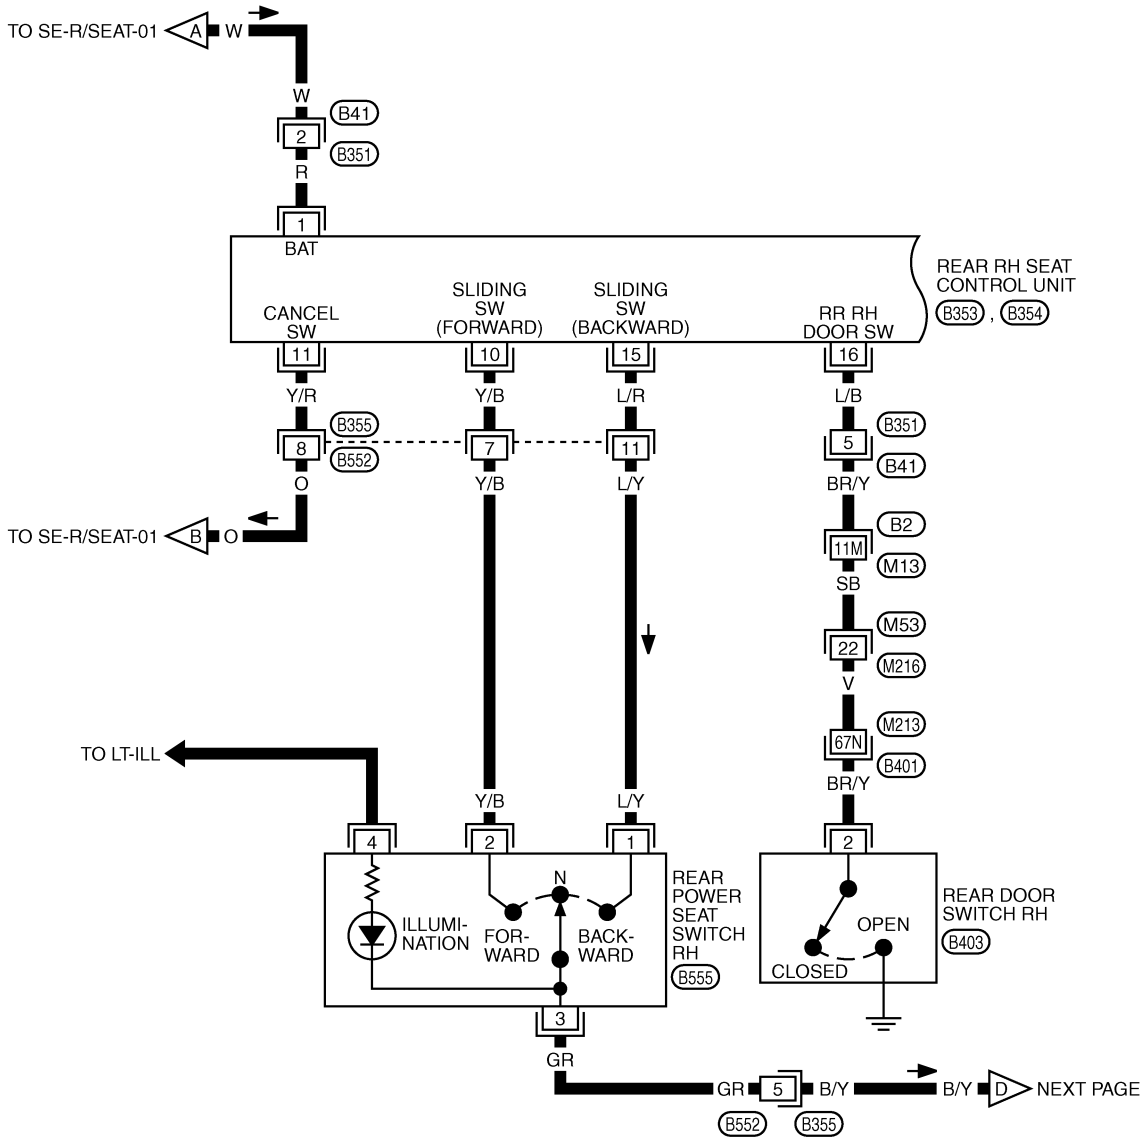 TO SE-R/SEAT-01 A W
W
B41
2
B351
R
1
BAT
REAR RH SEAT
CONTROL UNIT
B353 , B354
CANCEL
SW
SLIDING
SW
(FORWARD)
SLIDING
SW
(BACKWARD)
RR RH
DOOR SW
11 10 15 16
Y/R Y/B L/R L/B
B355 B351
8 7 11 5
B552 B41
O Y/B L/Y BR/Y
TO SE-R/SEAT-01 B O
B2
11M
M13
SB
M53
22
M216
V
M213
67N
B401
TO LT-ILL
BR/Y
Y/B L/Y
4 2 1 2
N
ILLUMI-
NATION
FOR-
WARD
BACK-
WARD
REAR
POWER
SEAT
SWITCH
RH
B555
OPEN
CLOSED
REAR DOOR
SWITCH RH
B403
3
GR
GR 5 B/Y B/Y D NEXT PAGE
B552 B355